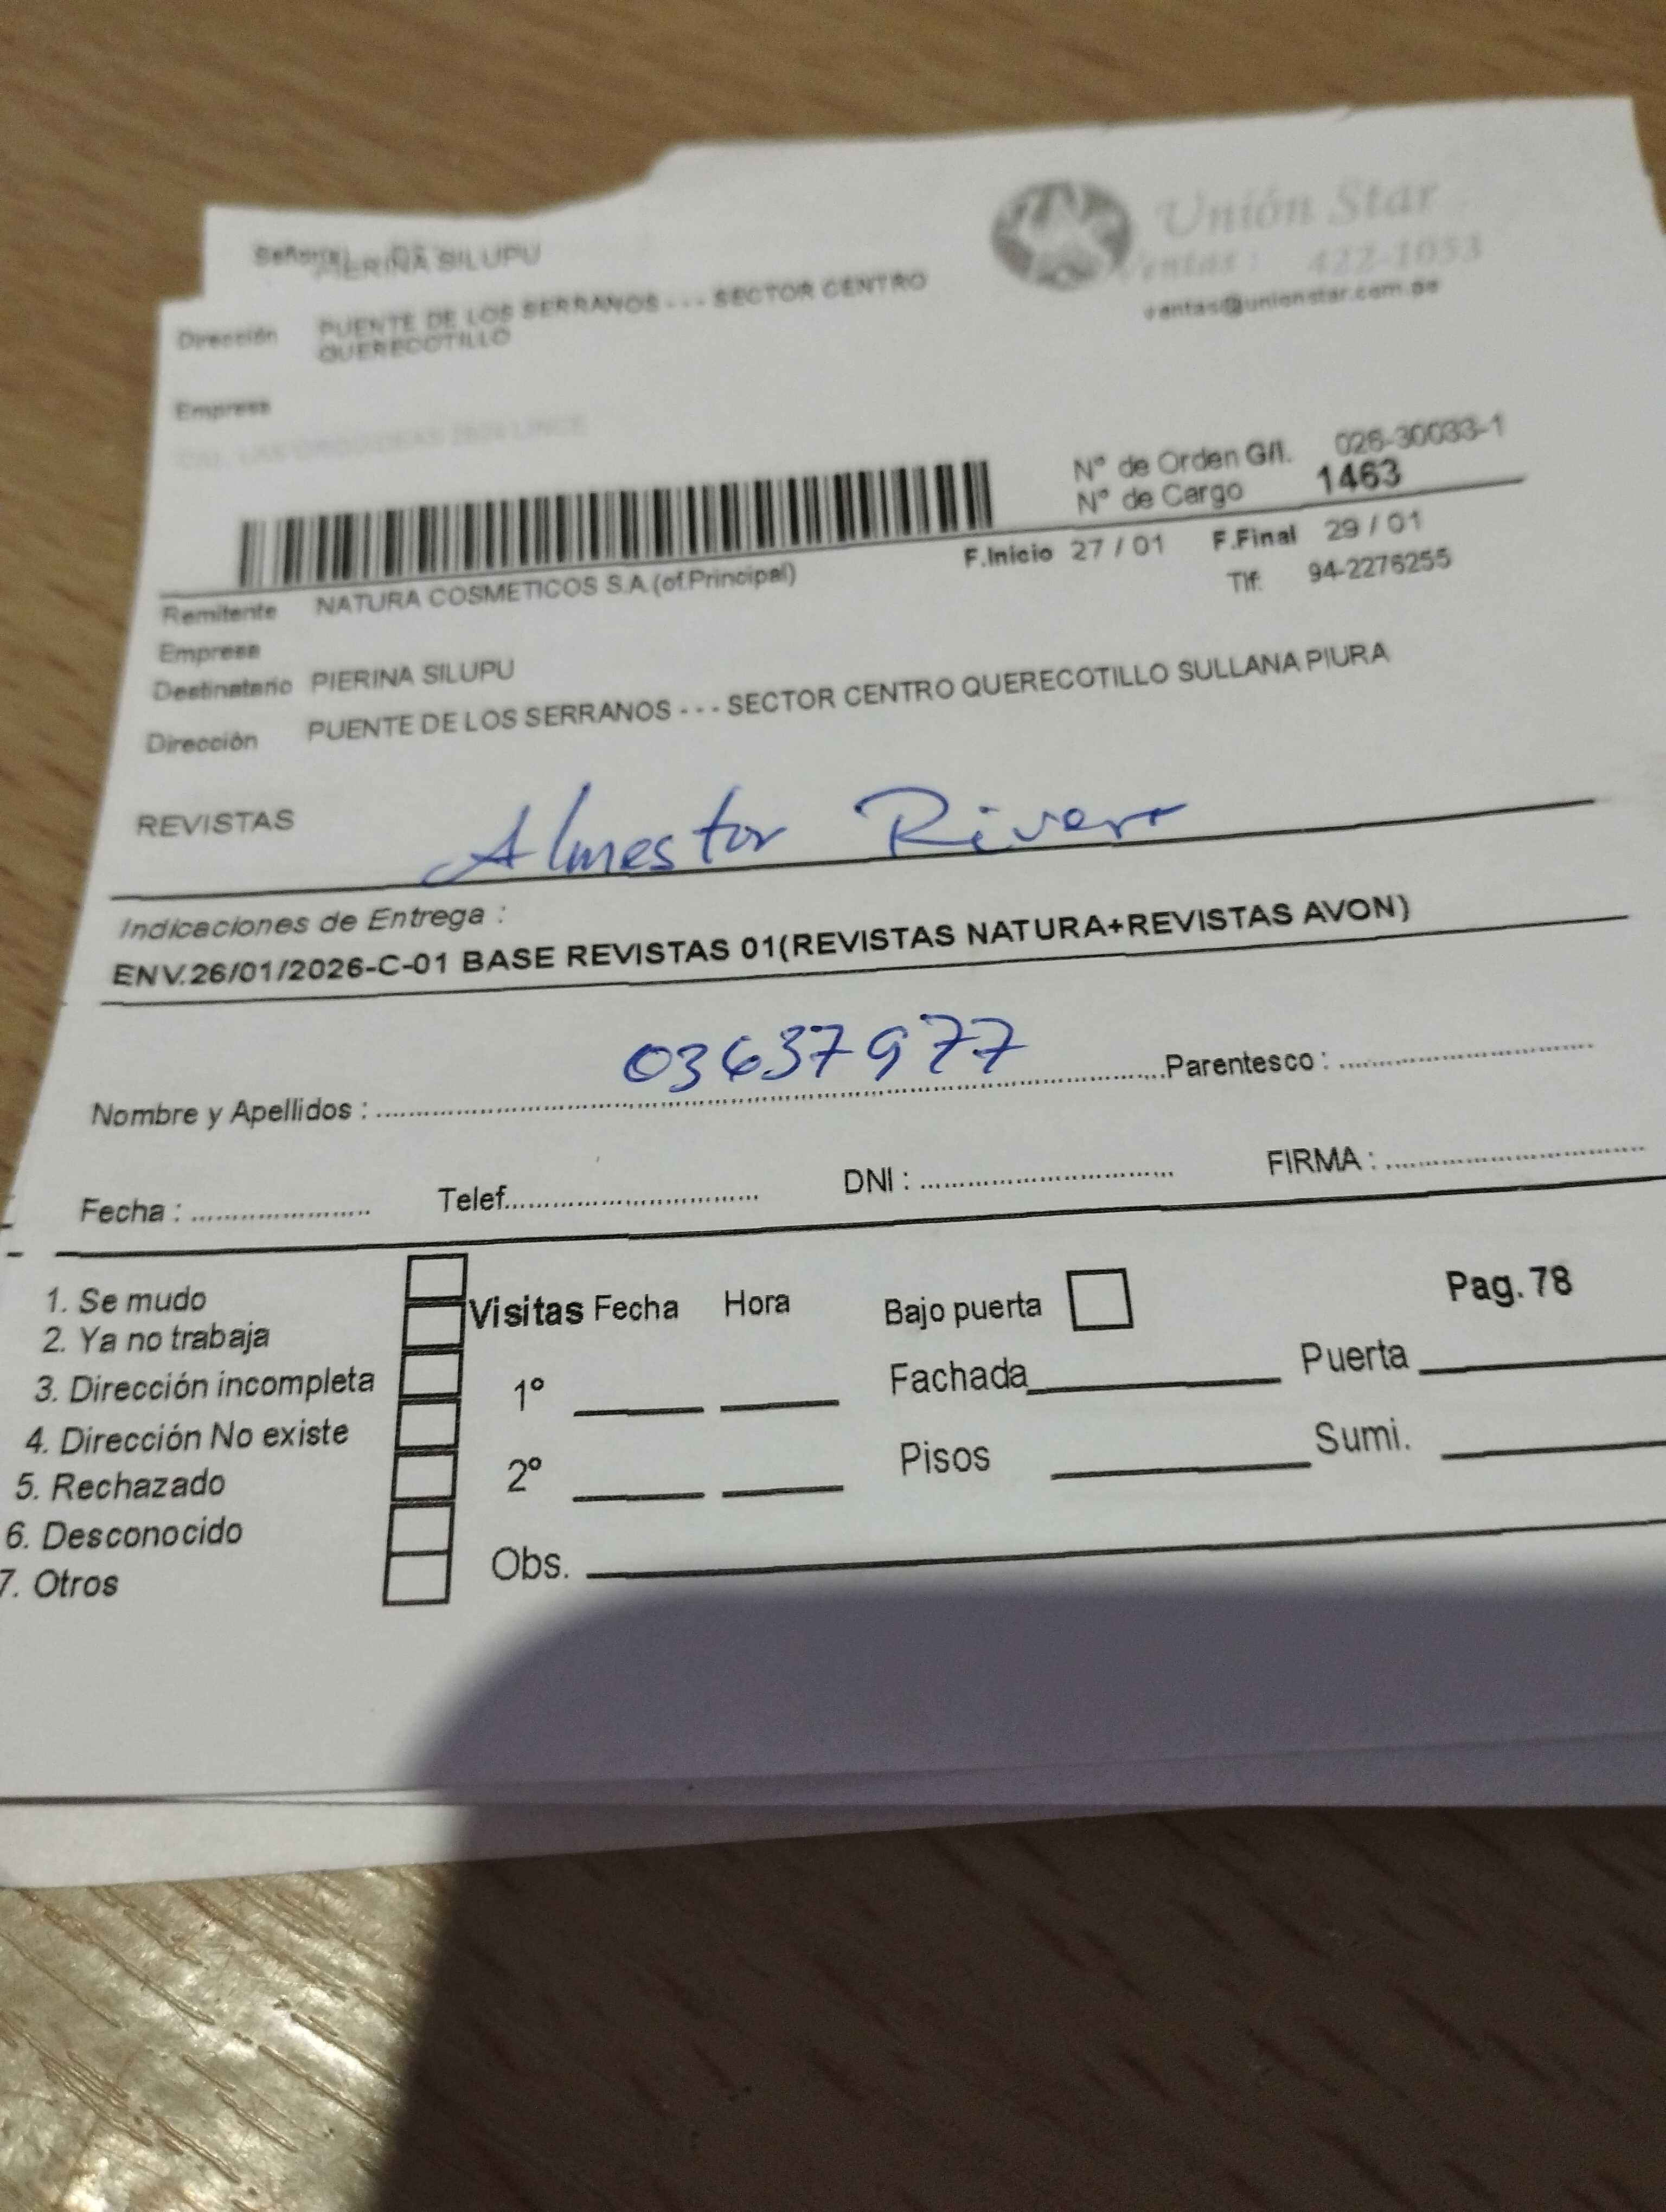 Señor(a)
PIERINA SILUPU
Unión Star
Ventas: 422-1053
ventas@unionstar.com.pe
Dirección PUENTE DE LOS SERRANOS - - - SECTOR CENTRO
QUERECOTILLO
Empresa
N° de Orden G/I. 026-30033-1
N° de Cargo 1463
F.Inicio 27 / 01 F.Final 29 / 01
Tlf: 94-2276255
Remitente NATURA COSMETICOS S.A.(of.Principal)
Empresa
Destinatario PIERINA SILUPU
Dirección PUENTE DE LOS SERRANOS - - - SECTOR CENTRO QUERECOTILLO SULLANA PIURA
REVISTAS Almestor Rivera
Indicaciones de Entrega :
ENV.26/01/2026-C-01 BASE REVISTAS 01(REVISTAS NATURA+REVISTAS AVON)
03637977
Nombre y Apellidos : Parentesco :
Fecha : Telef. DNI : FIRMA :
1. Se mudo
2. Ya no trabaja
3. Dirección incompleta
4. Dirección No existe
5. Rechazado
6. Desconocido
7. Otros
Visitas Fecha Hora
1°
2°
Obs.
Bajo puerta
Pag. 78
Fachada Puerta
Pisos Sumi.